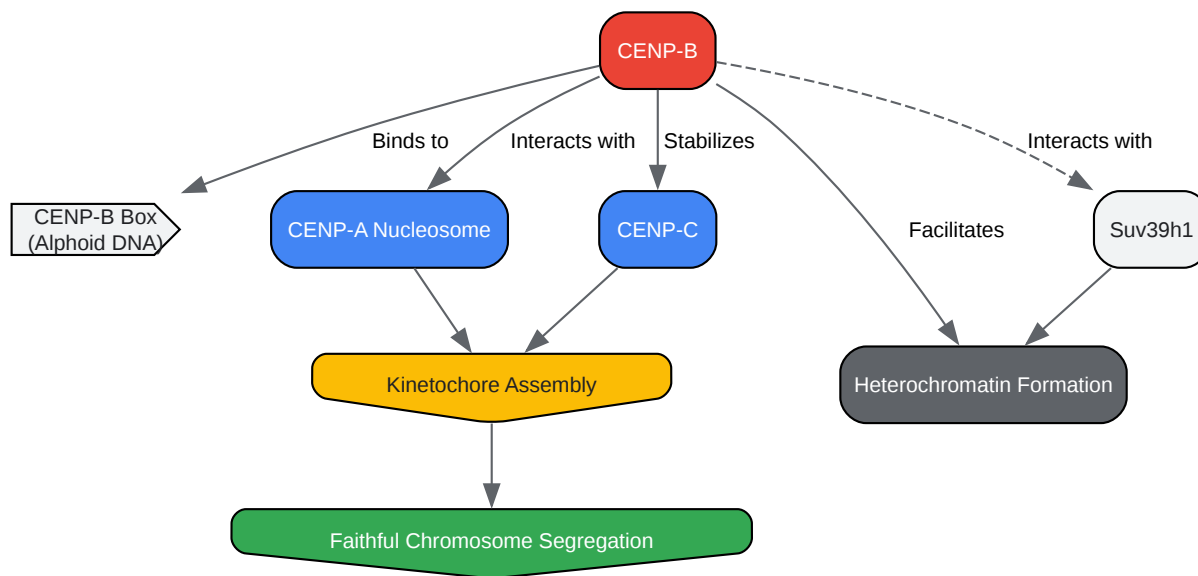 CENP-B
Binds to
Interacts with
Stabilizes
Interacts with
CENP-B Box
(Alphoid DNA)
CENP-A Nucleosome
CENP-C
Facilitates
Suv39h1
Kinetochore Assembly
Heterochromatin Formation
Faithful Chromosome Segregation